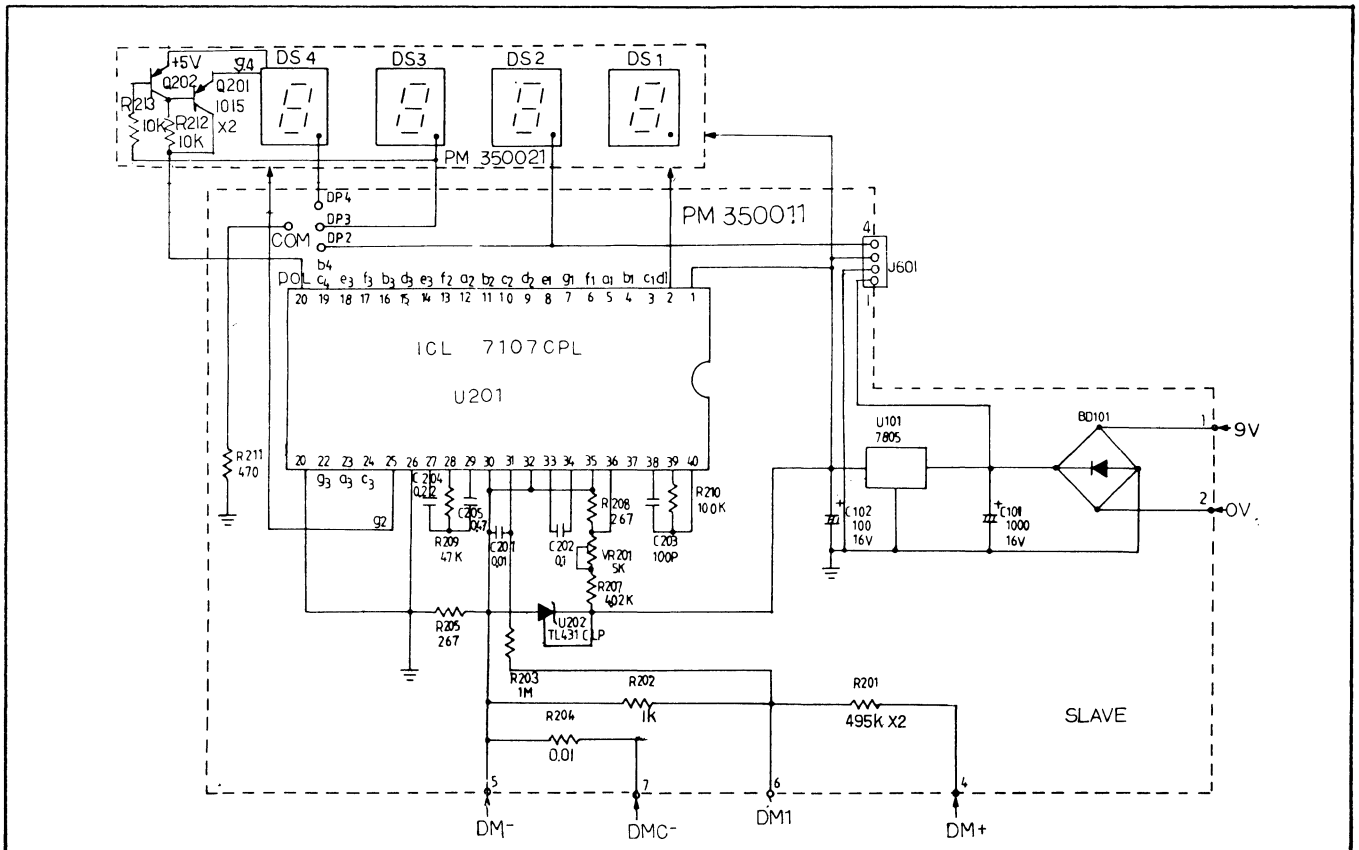 DS4 DS3 DS2 DS1
+5V g4
Q202 Q201
1015
X2
R213
10K
R212
10K
PM 350021
DP4
DP3
COM
DP2
PM 350011
4
J601
1
b4
POL c4 e3 f3 b3 d3 e3 f2 a2 b2 c2 d2 e1 g1 f1 a1 b1 c1 d1
20 19 18 17 16 15 14 13 12 11 10 9 8 7 6 5 4 3 2 1
ICL 7107CPL
U201
R211
470
20 22 23 24 25 26 27 28 29 30 31 32 33 34 35 36 37 38 39 40
g3 a3 c3
g2
C204
0.22
R209
47K
C205
0.47
C201
0.01
C202
0.1
R208
267
VR201
5K
R207
402K
C203
100P
R210
100K
U101
7805
BD101
1 9V
2 0V
+
C102
100
16V
+
C101
1000
16V
R205
267
U202
TL431 CLP
R203
1M
R202
1K
R201
495K X2
R204
0.01
SLAVE
5 7 6 4
DM- DMC- DM1 DM+